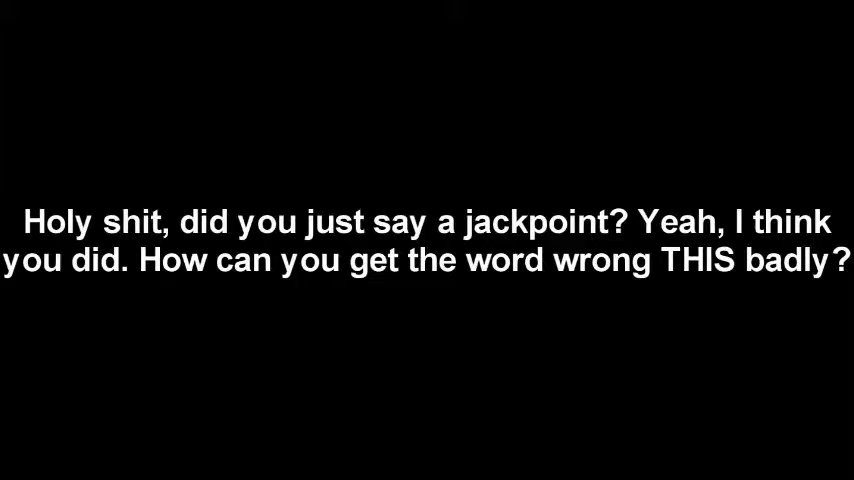 Holy shit, did you just say a jackpoint? Yeah, I think
you did. How can you get the word wrong THIS badly?